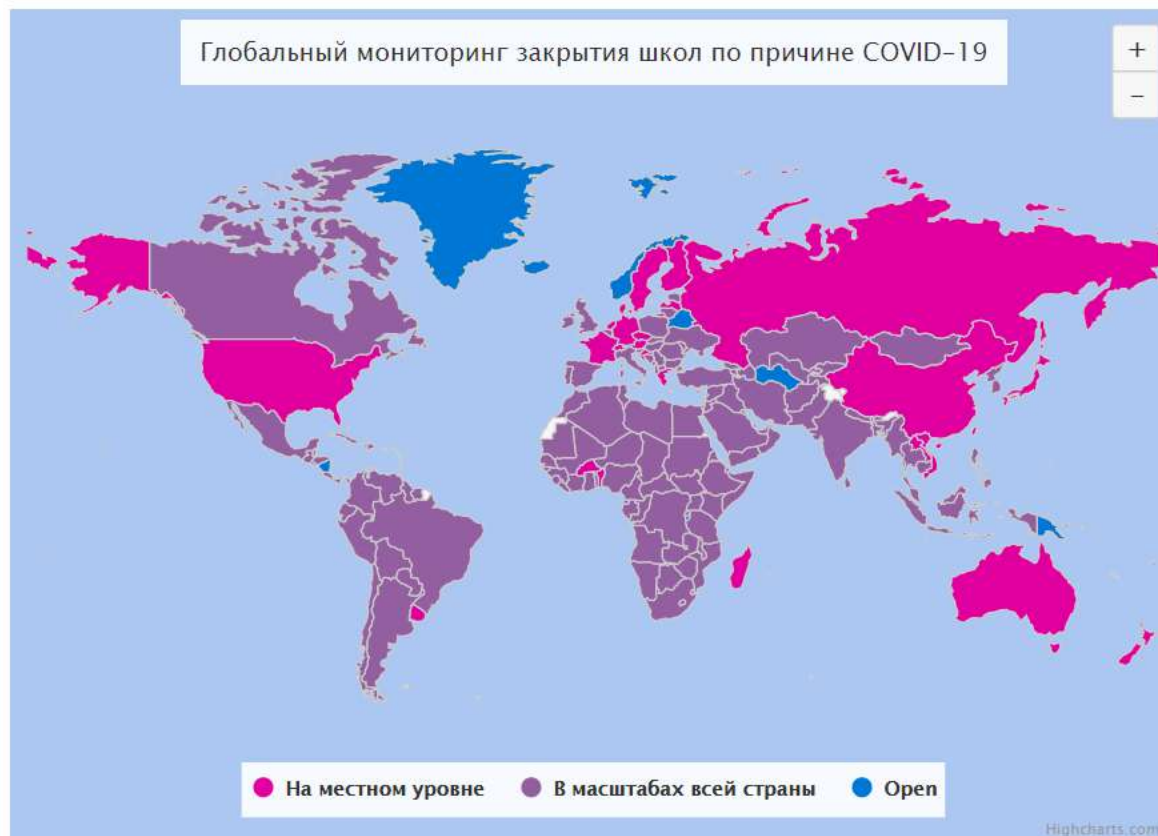 Глобальный мониторинг закрытия школ по причине COVID-19
+
−
На местном уровне В масштабах всей страны Open
Highcharts.com